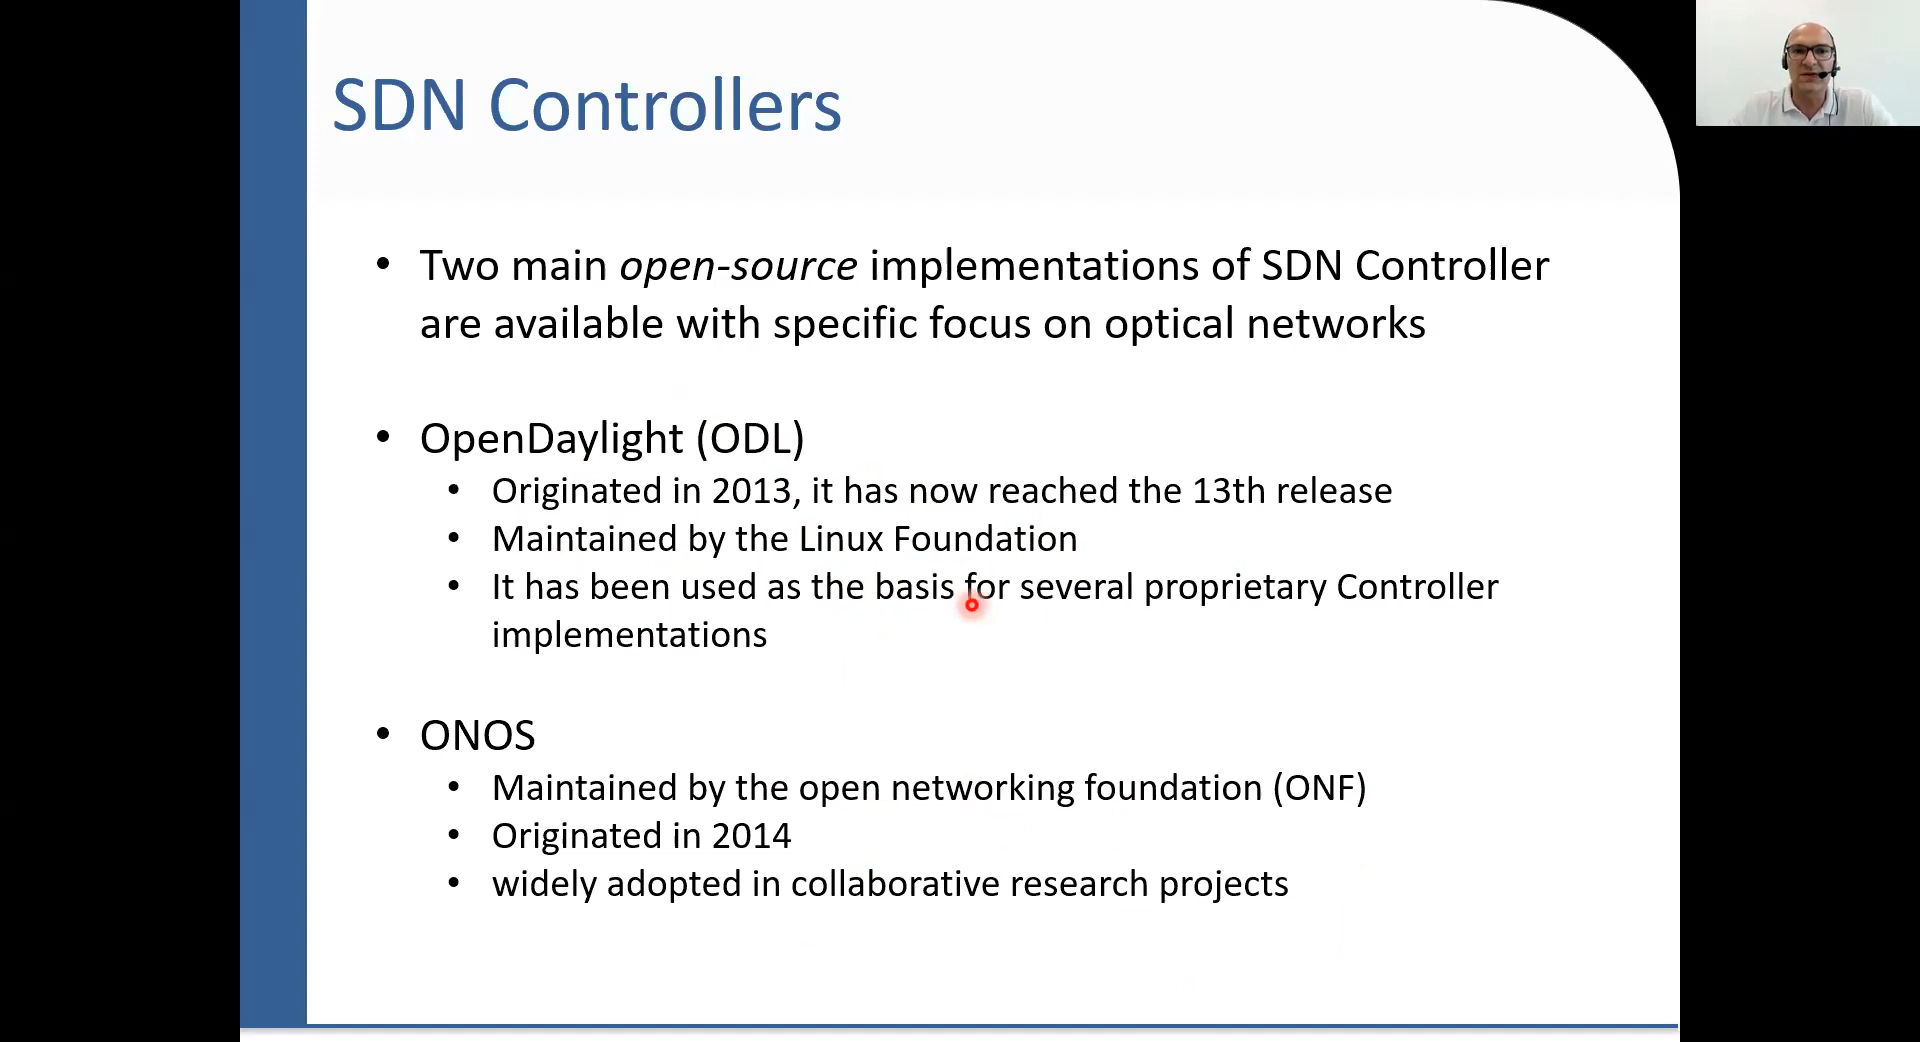 SDN Controllers
• Two main open-source implementations of SDN Controller
are available with specific focus on optical networks
• OpenDaylight (ODL)
• Originated in 2013, it has now reached the 13th release
• Maintained by the Linux Foundation
• It has been used as the basis for several proprietary Controller
implementations
• ONOS
• Maintained by the open networking foundation (ONF)
• Originated in 2014
• widely adopted in collaborative research projects